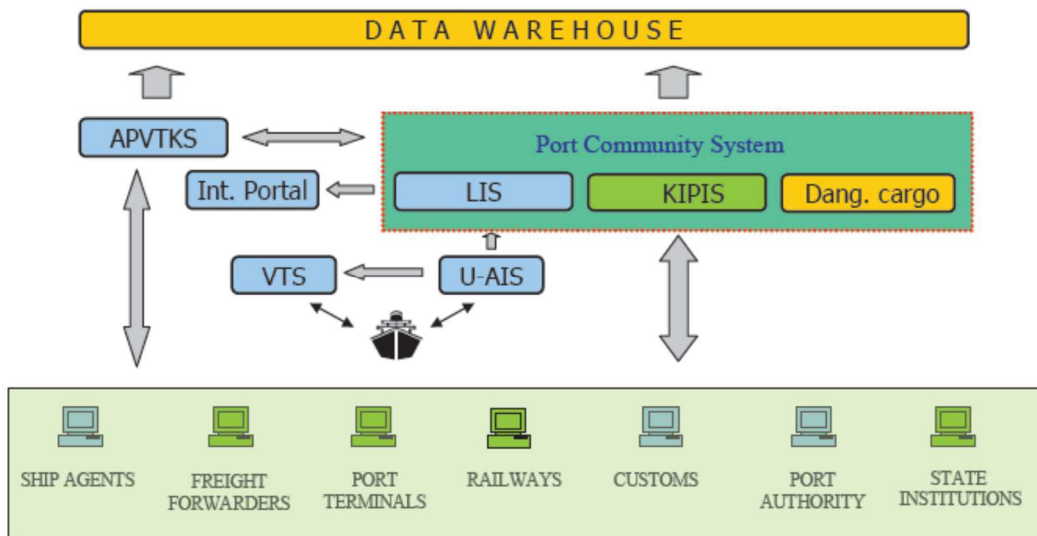 DATA WAREHOUSE
APVTKS
Port Community System
Int. Portal
LIS
KIPIS
Dang. cargo
VTS
U-AIS
SHIP AGENTS
FREIGHT
FORWARDERS
PORT
TERMINALS
RAILWAYS
CUSTOMS
PORT
AUTHORITY
STATE
INSTITUTIONS